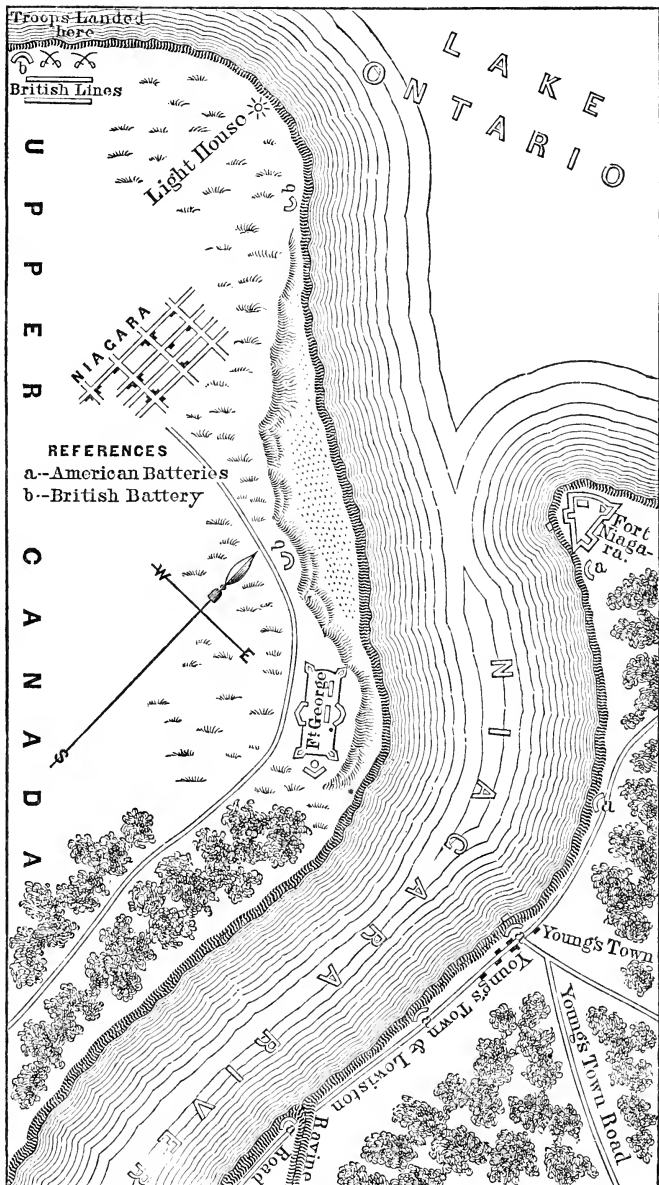 Troops Landed
here
b
British Lines
LAKE
ONTARIO
Light House
b
UPPER CANADA
NIAGARA
REFERENCES
a--American Batteries
b--British Battery
b
W
E
S
Ft George
Fort
Niaga-
ra.
a
NIAGARA RIVER
a
Young's Town
Young's Town & Lewiston
Road
Young's Town Road
Ravine